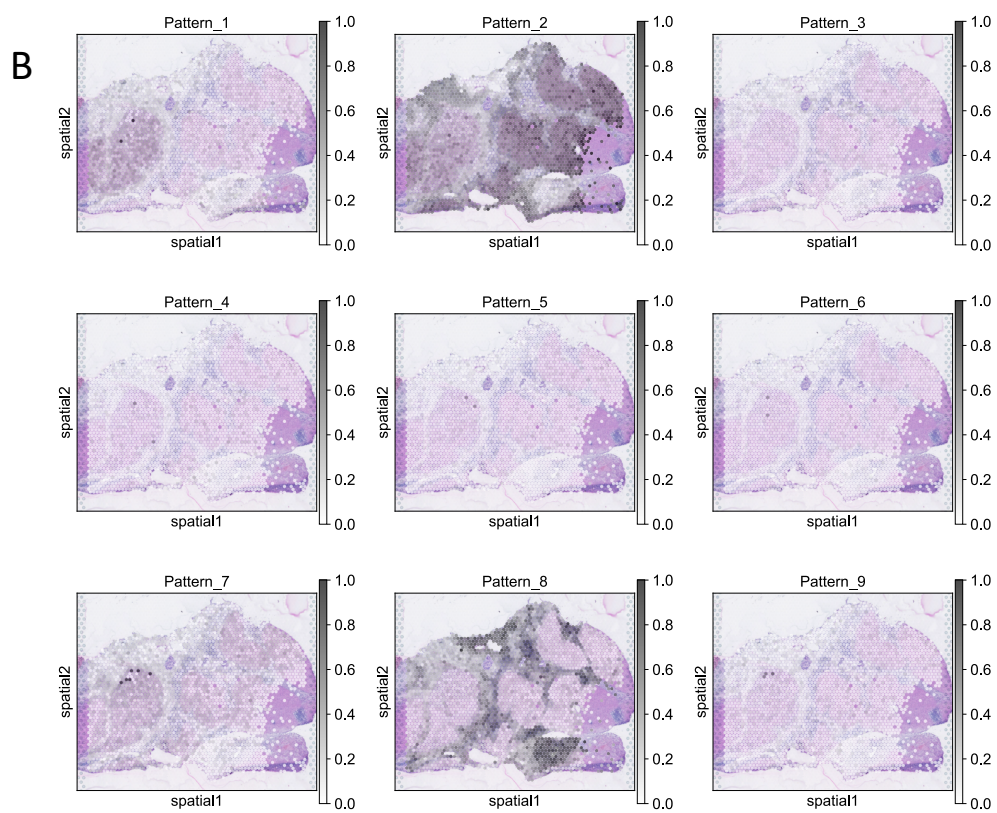 B
Pattern_1
1.0
0.8
0.6
0.4
0.2
0.0
spatial2
spatial1
Pattern_2
1.0
0.8
0.6
0.4
0.2
0.0
spatial2
spatial1
Pattern_3
1.0
0.8
0.6
0.4
0.2
0.0
spatial2
spatial1
Pattern_4
1.0
0.8
0.6
0.4
0.2
0.0
spatial2
spatial1
Pattern_5
1.0
0.8
0.6
0.4
0.2
0.0
spatial2
spatial1
Pattern_6
1.0
0.8
0.6
0.4
0.2
0.0
spatial2
spatial1
Pattern_7
1.0
0.8
0.6
0.4
0.2
0.0
spatial2
spatial1
Pattern_8
1.0
0.8
0.6
0.4
0.2
0.0
spatial2
spatial1
Pattern_9
1.0
0.8
0.6
0.4
0.2
0.0
spatial2
spatial1